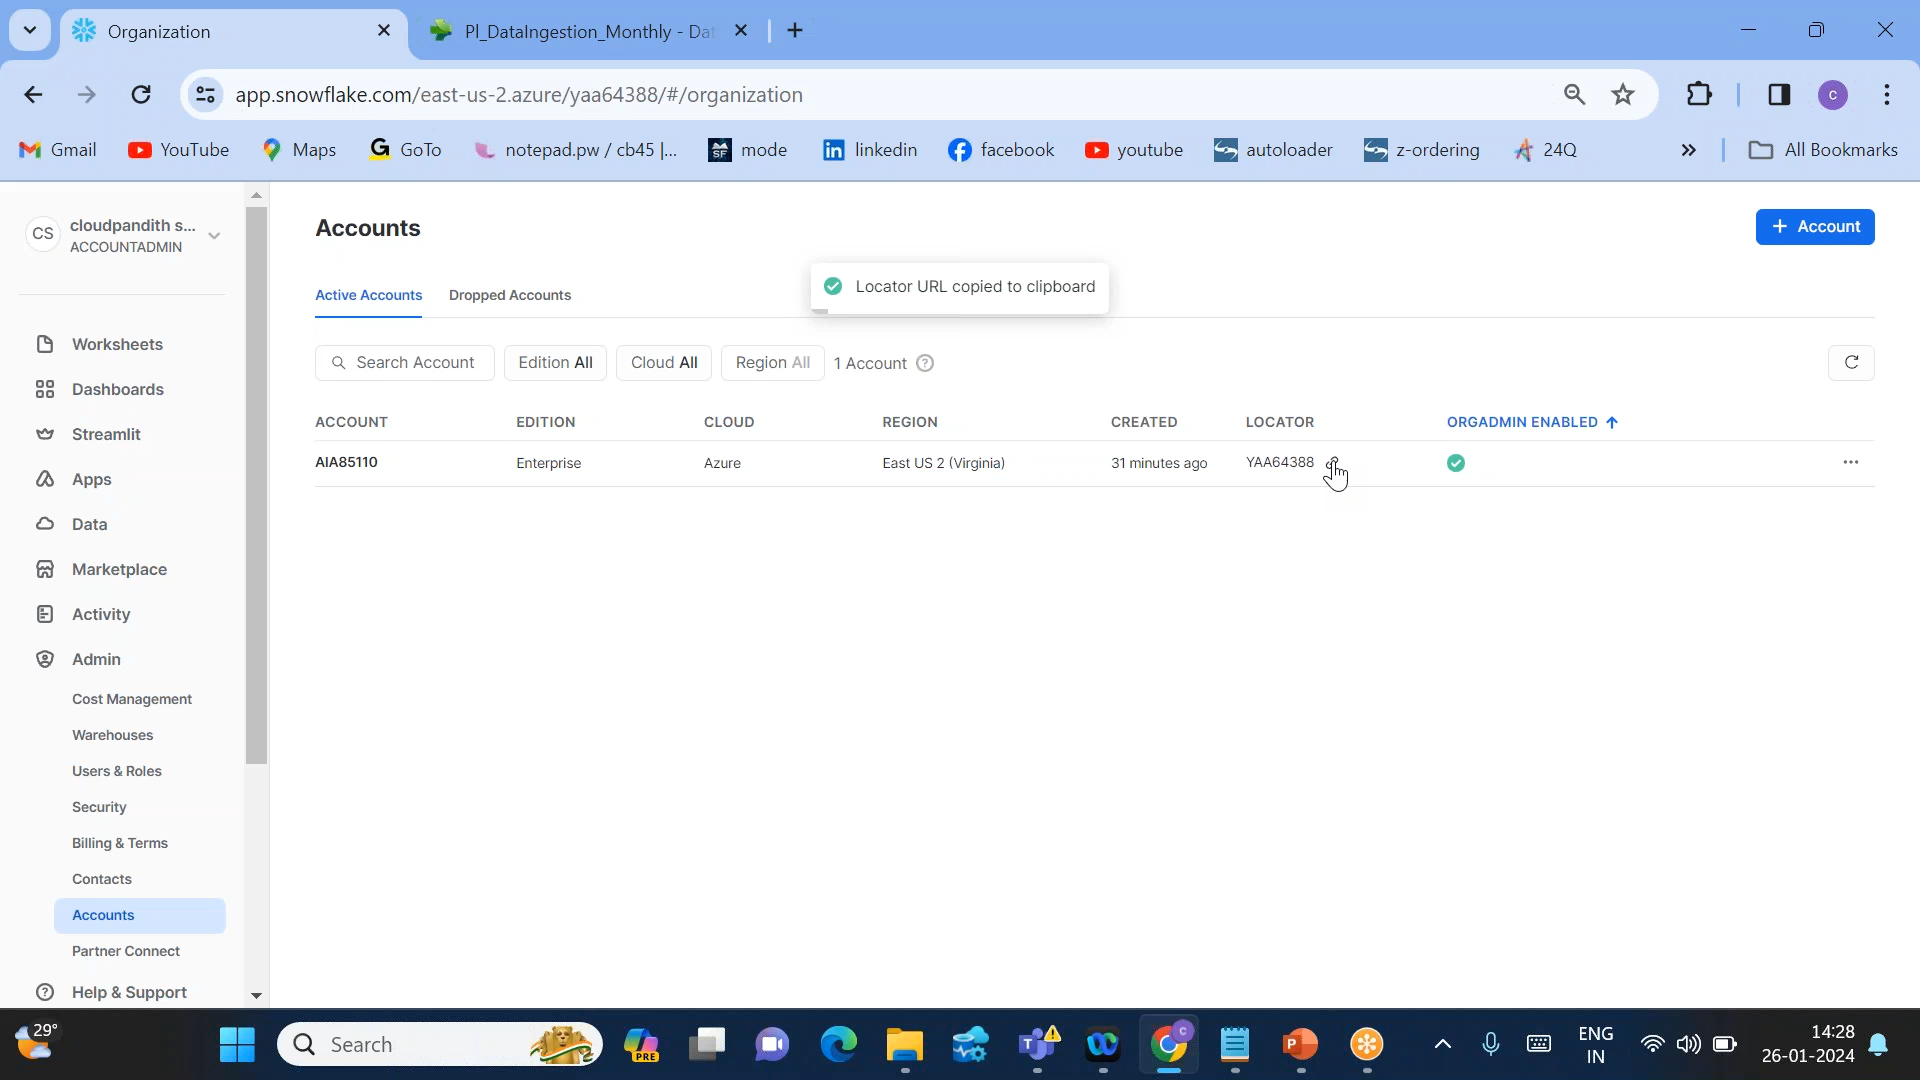 Organization
Pl_DataIngestion_Monthly - Dat
app.snowflake.com/east-us-2.azure/yaa64388/#/organization
c
Gmail
YouTube
Maps
GoTo
notepad.pw / cb45 |...
mode
linkedin
facebook
youtube
autoloader
z-ordering
24Q
All Bookmarks
CS
cloudpandith s...
ACCOUNTADMIN
Worksheets
Dashboards
Streamlit
Apps
Data
Marketplace
Activity
Admin
Cost Management
Warehouses
Users & Roles
Security
Billing & Terms
Contacts
Accounts
Partner Connect
Help & Support
Accounts
+ Account
Active Accounts
Dropped Accounts
Locator URL copied to clipboard
Search Account
Edition All
Cloud All
Region All
1 Account
ACCOUNT EDITION CLOUD REGION CREATED LOCATOR ORGADMIN ENABLED
AIA85110 Enterprise Azure East US 2 (Virginia) 31 minutes ago YAA64388
29°
Search
PRE
C
ENG
IN
14:28
26-01-2024